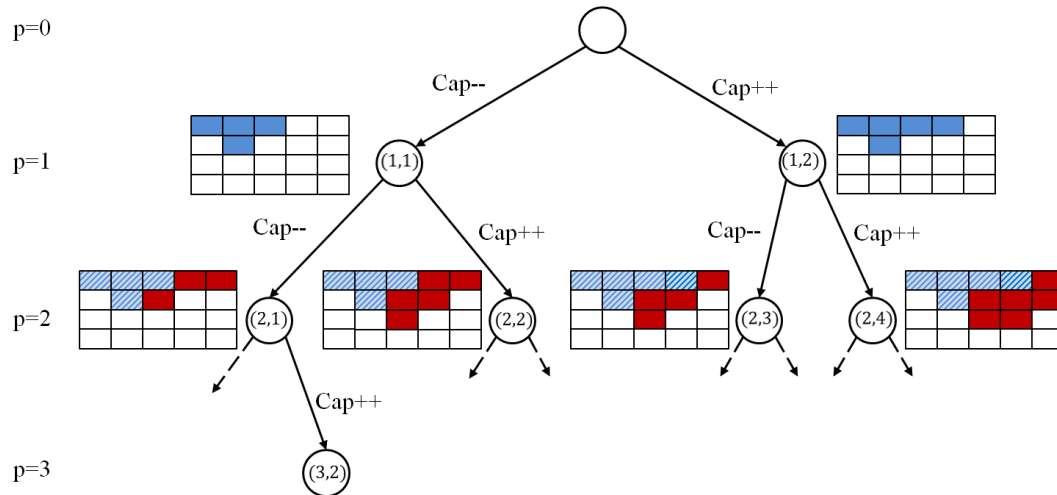 p=0
Cap-- Cap++
p=1 (1,1) (1,2)
Cap-- Cap++ Cap-- Cap++
p=2 (2,1) (2,2) (2,3) (2,4)
Cap++
p=3 (3,2)